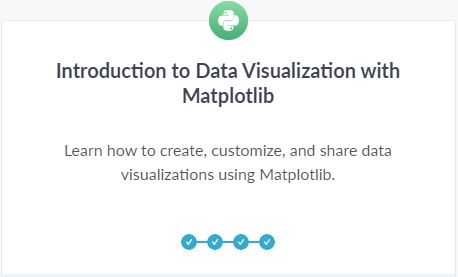 Introduction to Data Visualization with
Matplotlib
Learn how to create, customize, and share data
visualizations using Matplotlib.